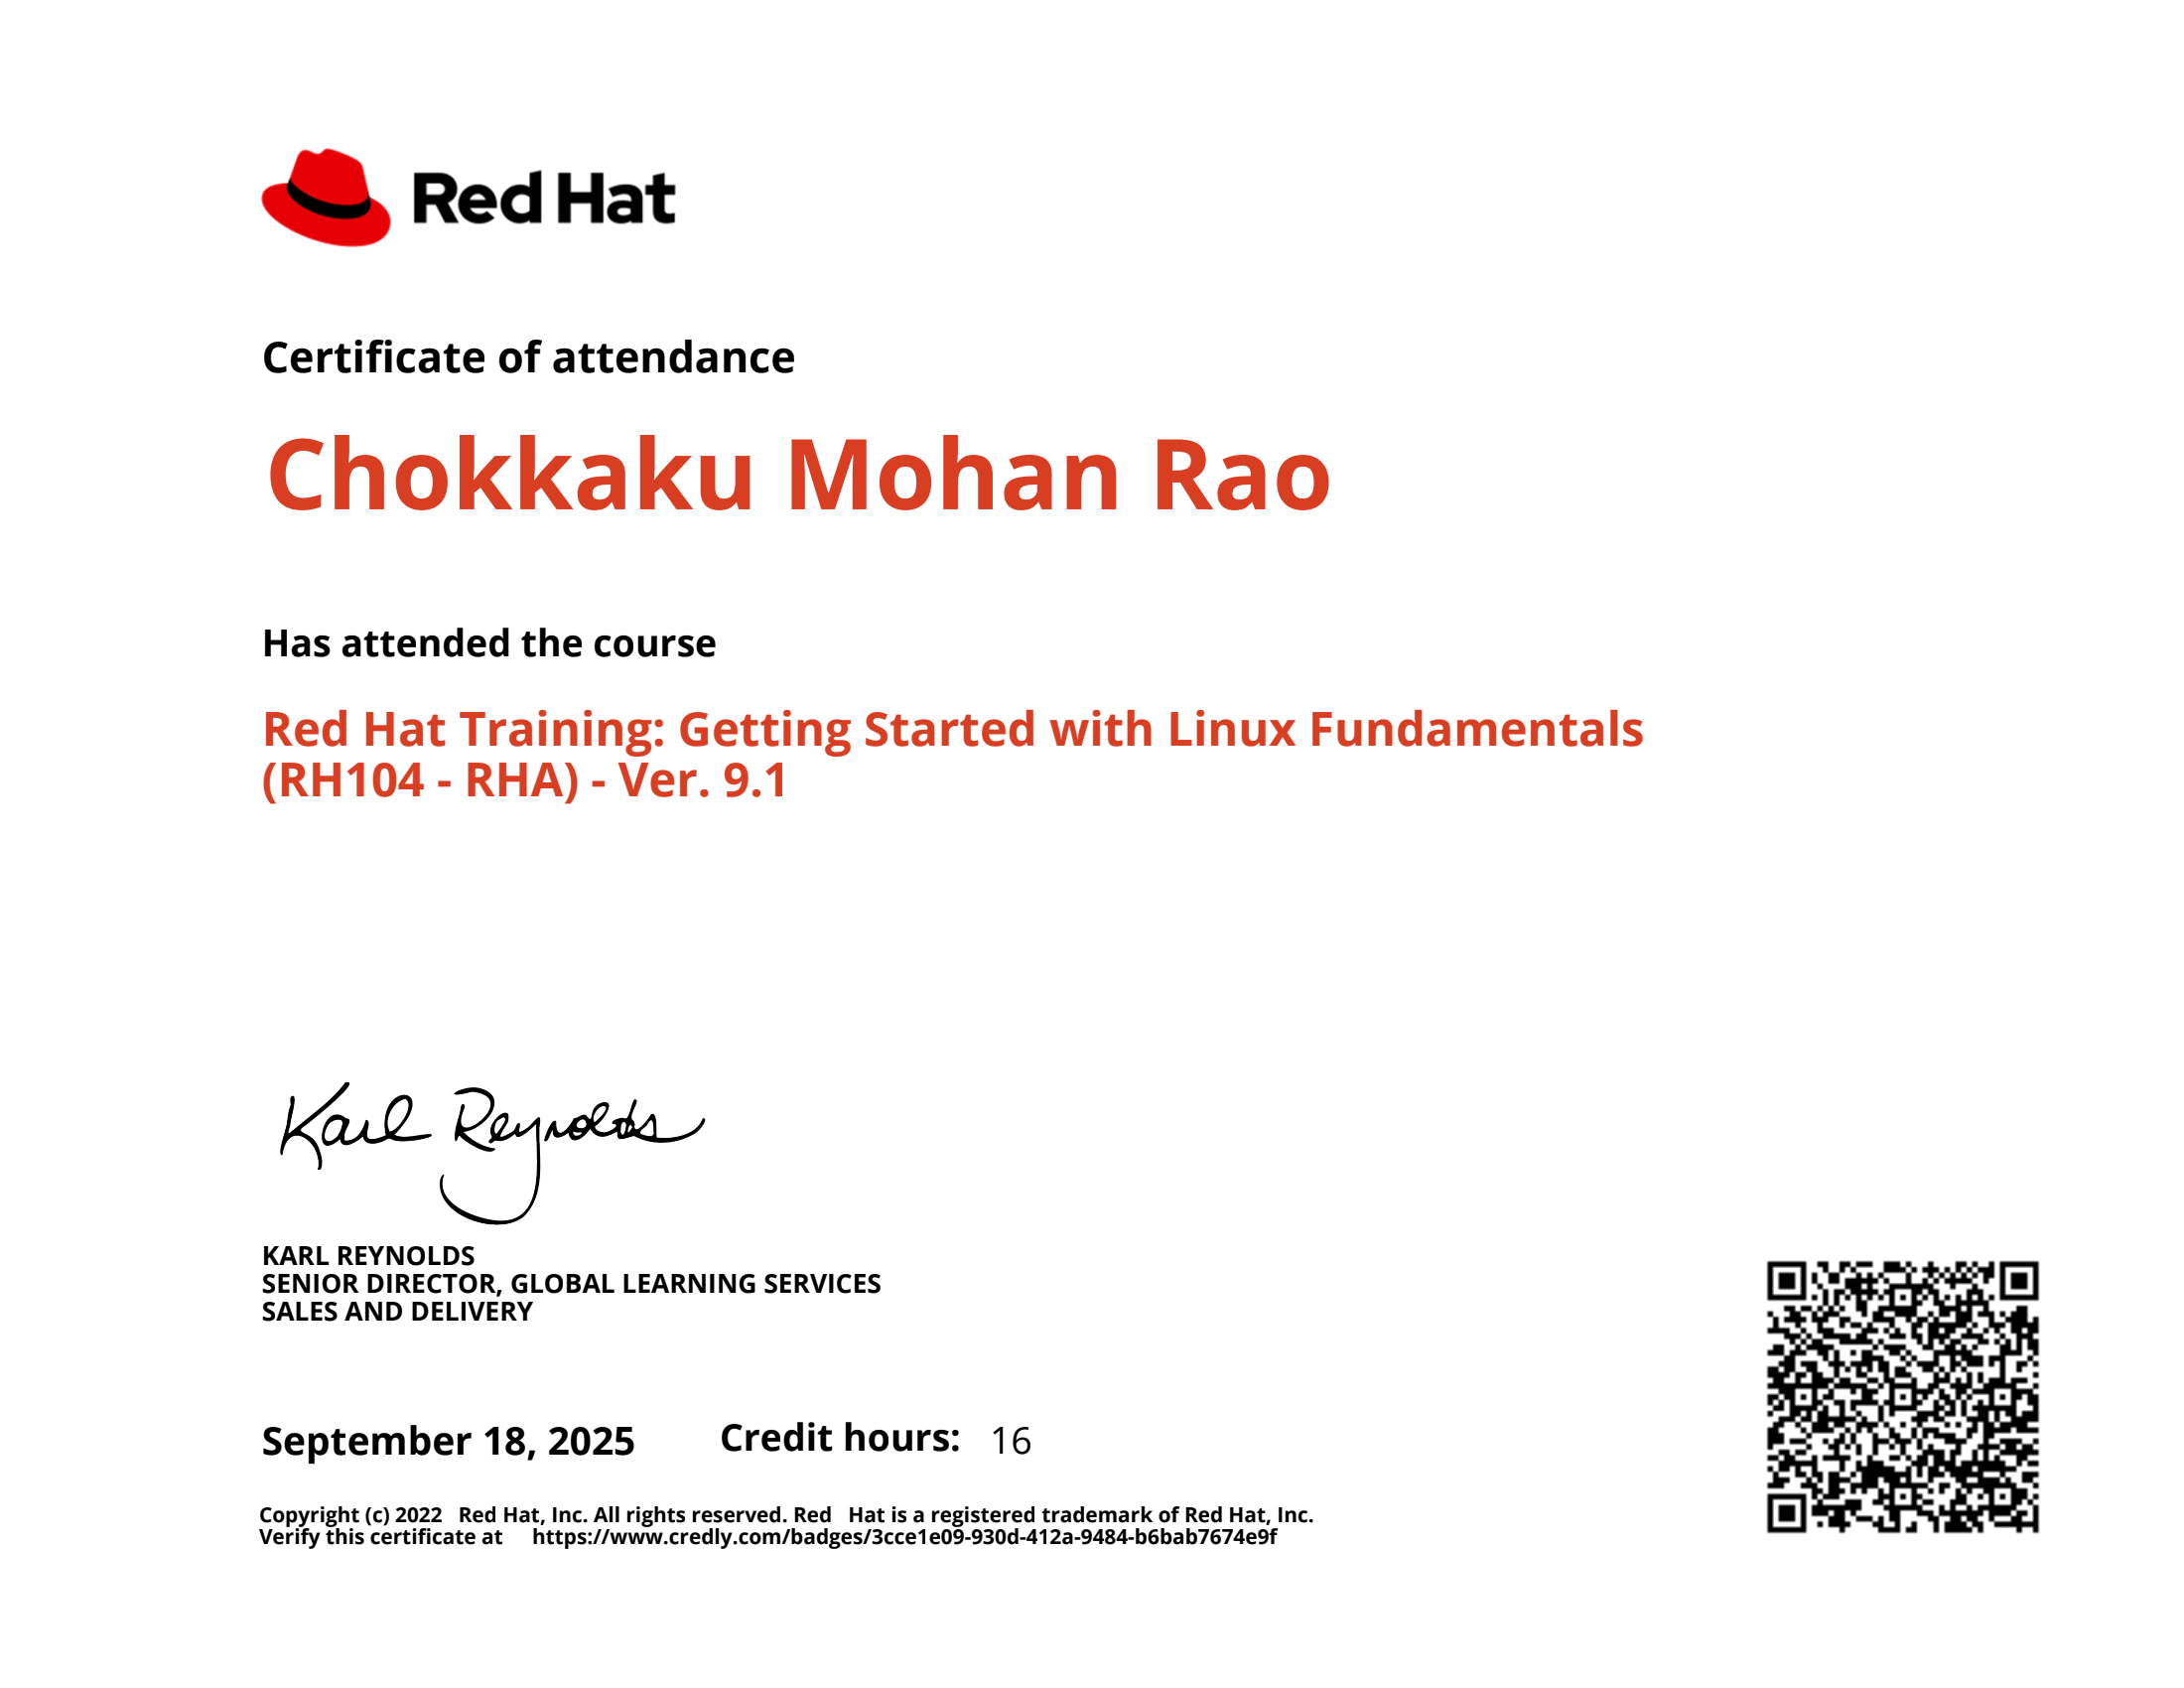 Red Hat
Certificate of attendance
Chokkaku Mohan Rao
Has attended the course
Red Hat Training: Getting Started with Linux Fundamentals
(RH104 - RHA) - Ver. 9.1
Karl Reynolds
KARL REYNOLDS
SENIOR DIRECTOR, GLOBAL LEARNING SERVICES
SALES AND DELIVERY
September 18, 2025 Credit hours: 16
Copyright (c) 2022 Red Hat, Inc. All rights reserved. Red Hat is a registered trademark of Red Hat, Inc.
Verify this certificate at https://www.credly.com/badges/3cce1e09-930d-412a-9484-b6bab7674e9f